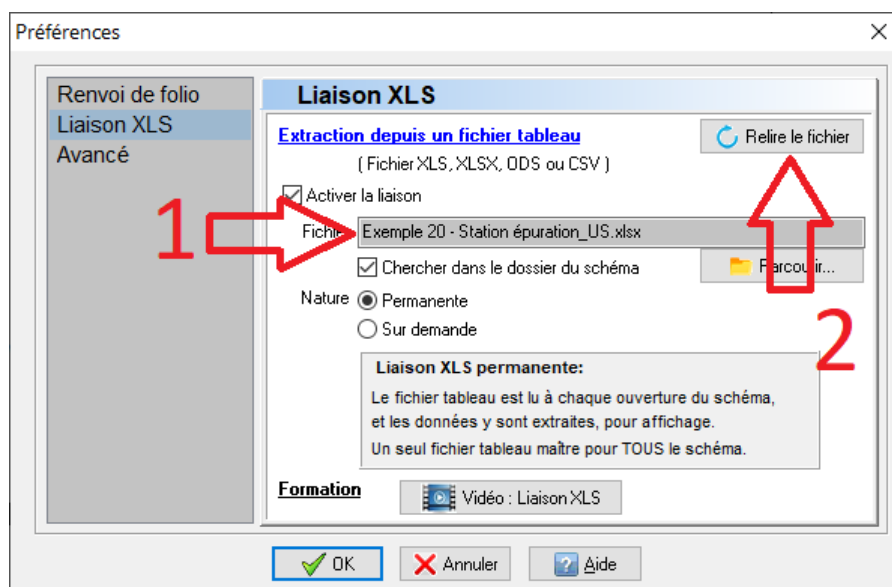 Préférences
Renvoi de folio
Liaison XLS
Avancé
Liaison XLS
Extraction depuis un fichier tableau
Relire le fichier
( Fichier XLS, XLSX, ODS ou CSV )
Activer la liaison
1
Fichier
Exemple 20 - Station épuration_US.xlsx
Chercher dans le dossier du schéma
Parcourir...
2
Nature
Permanente
Sur demande
Liaison XLS permanente:
Le fichier tableau est lu à chaque ouverture du schéma,
et les données y sont extraites, pour affichage.
Un seul fichier tableau maître pour TOUS le schéma.
Formation
Vidéo : Liaison XLS
OK
Annuler
Aide